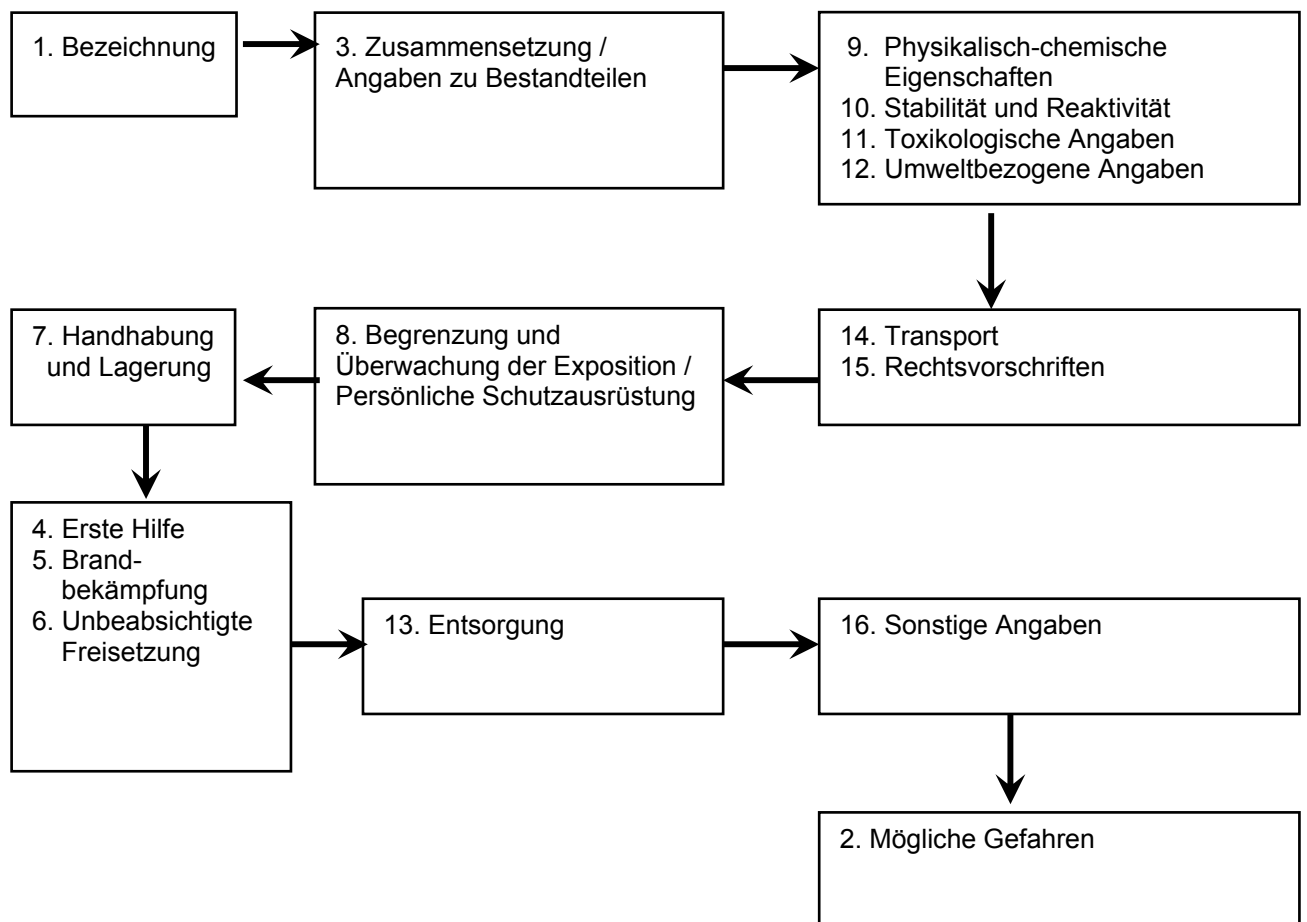 1. Bezeichnung
3. Zusammensetzung /
Angaben zu Bestandteilen
9. Physikalisch-chemische
Eigenschaften
10. Stabilität und Reaktivität
11. Toxikologische Angaben
12. Umweltbezogene Angaben
14. Transport
15. Rechtsvorschriften
8. Begrenzung und
Überwachung der Exposition /
Persönliche Schutzausrüstung
7. Handhabung
und Lagerung
4. Erste Hilfe
5. Brand-
bekämpfung
6. Unbeabsichtigte
Freisetzung
13. Entsorgung
16. Sonstige Angaben
2. Mögliche Gefahren